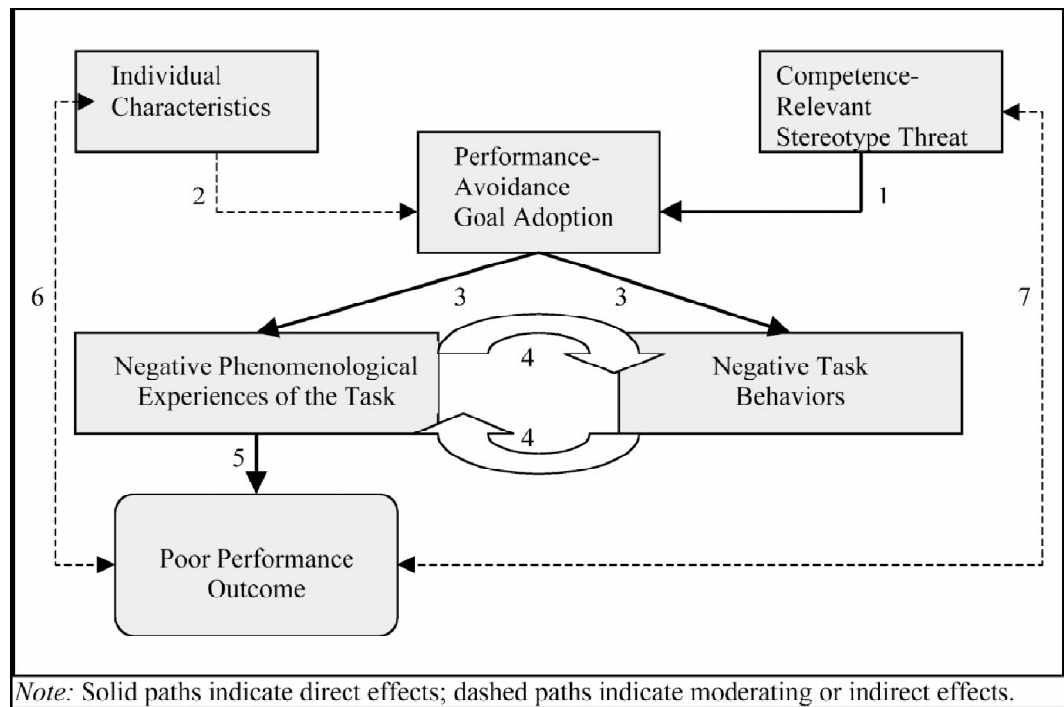 Individual
Characteristics
Competence-
Relevant
Stereotype Threat
Performance-
Avoidance
Goal Adoption
2
1
6
3
3
7
4
Negative Phenomenological
Experiences of the Task
Negative Task
Behaviors
4
5
Poor Performance
Outcome
Note: Solid paths indicate direct effects; dashed paths indicate moderating or indirect effects.